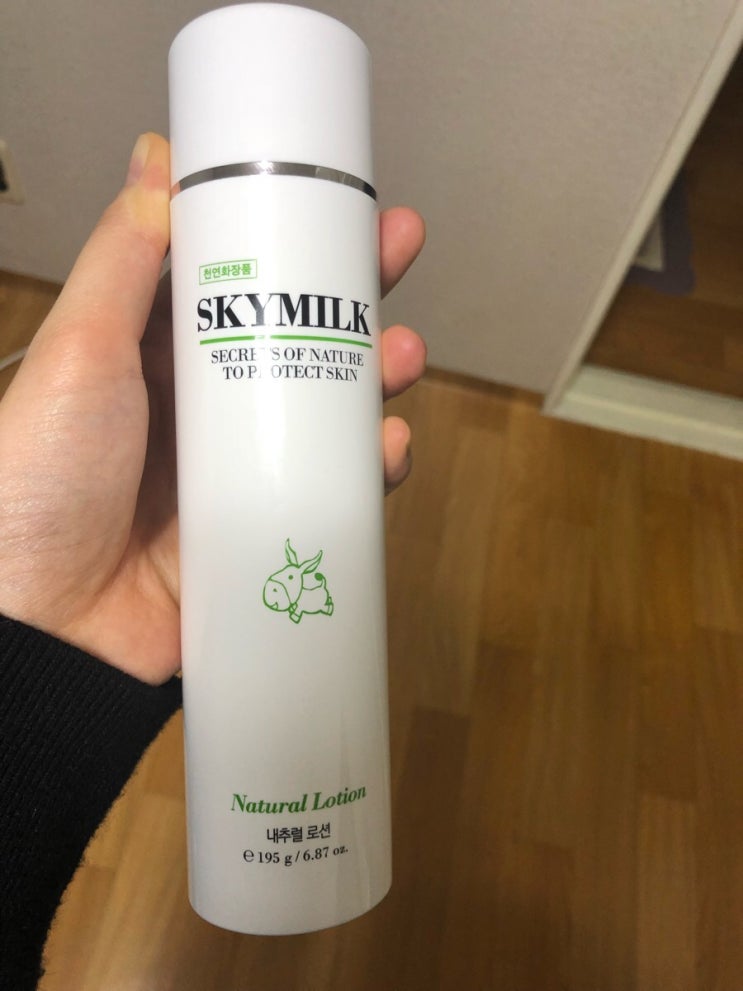 천연화장품
SKYMILK
SECRETS OF NATURE
TO PROTECT SKIN
Natural Lotion
내추럴 로션
℮ 195 g / 6.87 oz.